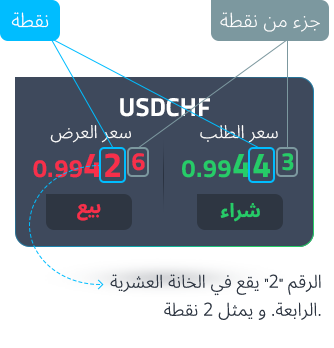 جزء من نقطة
نقطة
USDCHF
سعر الطلب
سعر العرض
0.99443
0.99426
شراء
بيع
الرقم "2" يقع في الخانة العشرية
الرابعة. و يمثل 2 نقطة.